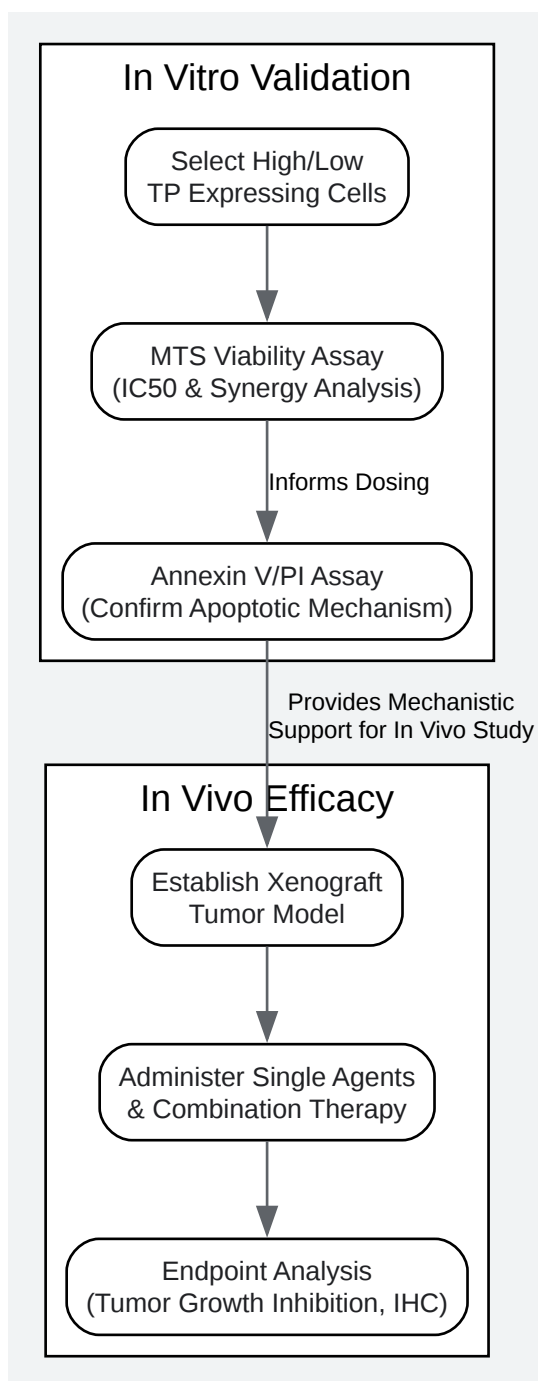 In Vitro Validation
Select High/Low
TP Expressing Cells
MTS Viability Assay
(IC50 & Synergy Analysis)
Informs Dosing
Annexin V/PI Assay
(Confirm Apoptotic Mechanism)
Provides Mechanistic
Support for In Vivo Study
In Vivo Efficacy
Establish Xenograft
Tumor Model
Administer Single Agents
& Combination Therapy
Endpoint Analysis
(Tumor Growth Inhibition, IHC)